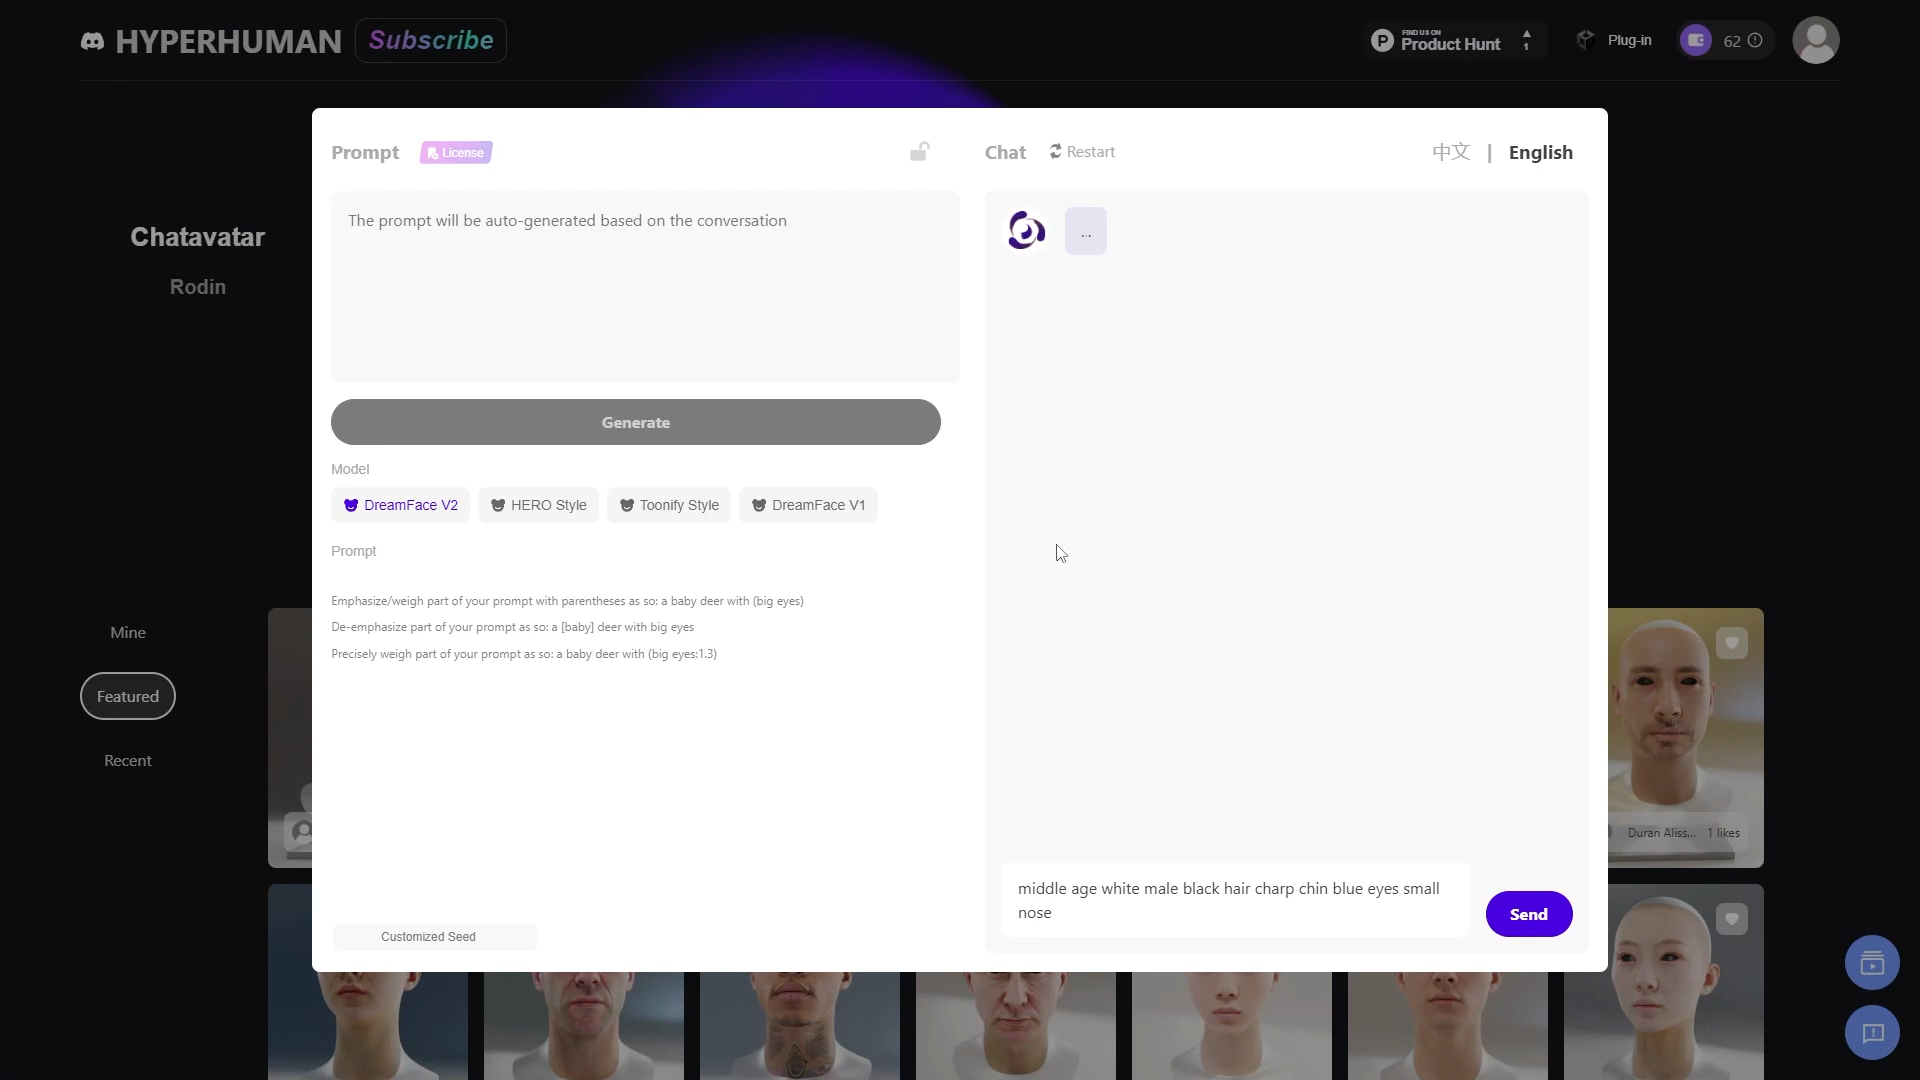 HYPERHUMAN
Subscribe
FIND US ON
Product Hunt
1
Plug-in
62
Prompt
License
Chat
Restart
中文 | English
The prompt will be auto-generated based on the conversation
...
Chatavatar
Rodin
Generate
Model
DreamFace V2
HERO Style
Toonify Style
DreamFace V1
Prompt
Emphasize/weigh part of your prompt with parentheses as so: a baby deer with (big eyes)
De-emphasize part of your prompt as so: a [baby] deer with big eyes
Precisely weigh part of your prompt as so: a baby deer with (big eyes:1.3)
Mine
Featured
Recent
Duran Aliss... 1 likes
middle age white male black hair charp chin blue eyes small
nose
Send
Customized Seed